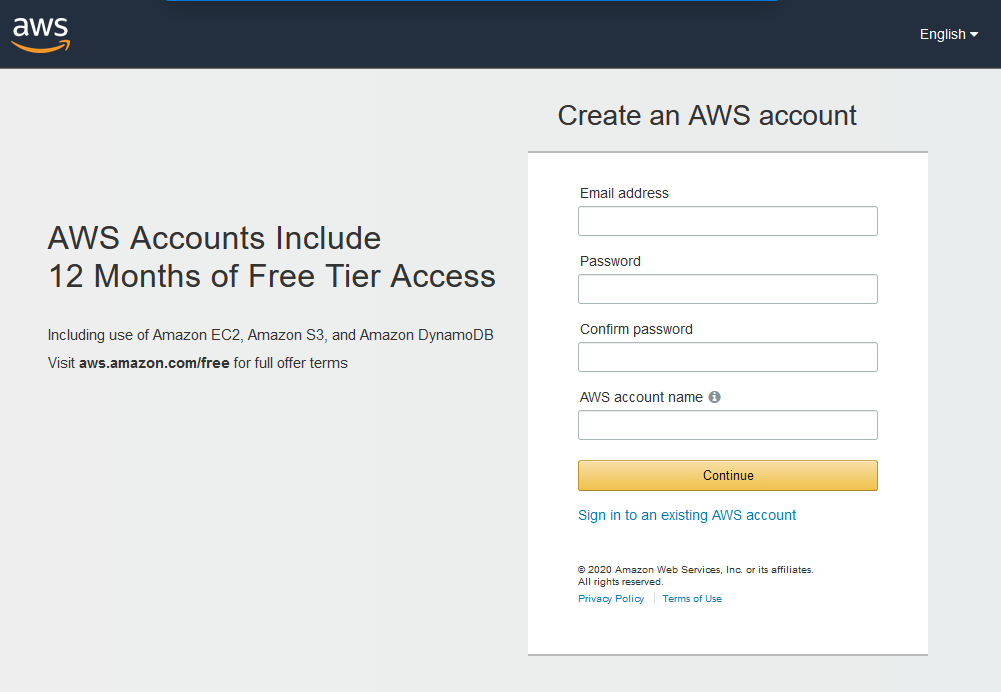 aws
English
Create an AWS account
AWS Accounts Include
12 Months of Free Tier Access
Including use of Amazon EC2, Amazon S3, and Amazon DynamoDB
Visit aws.amazon.com/free for full offer terms
Email address
Password
Confirm password
AWS account name
Continue
Sign in to an existing AWS account
© 2020 Amazon Web Services, Inc. or its affiliates.
All rights reserved.
Privacy Policy Terms of Use